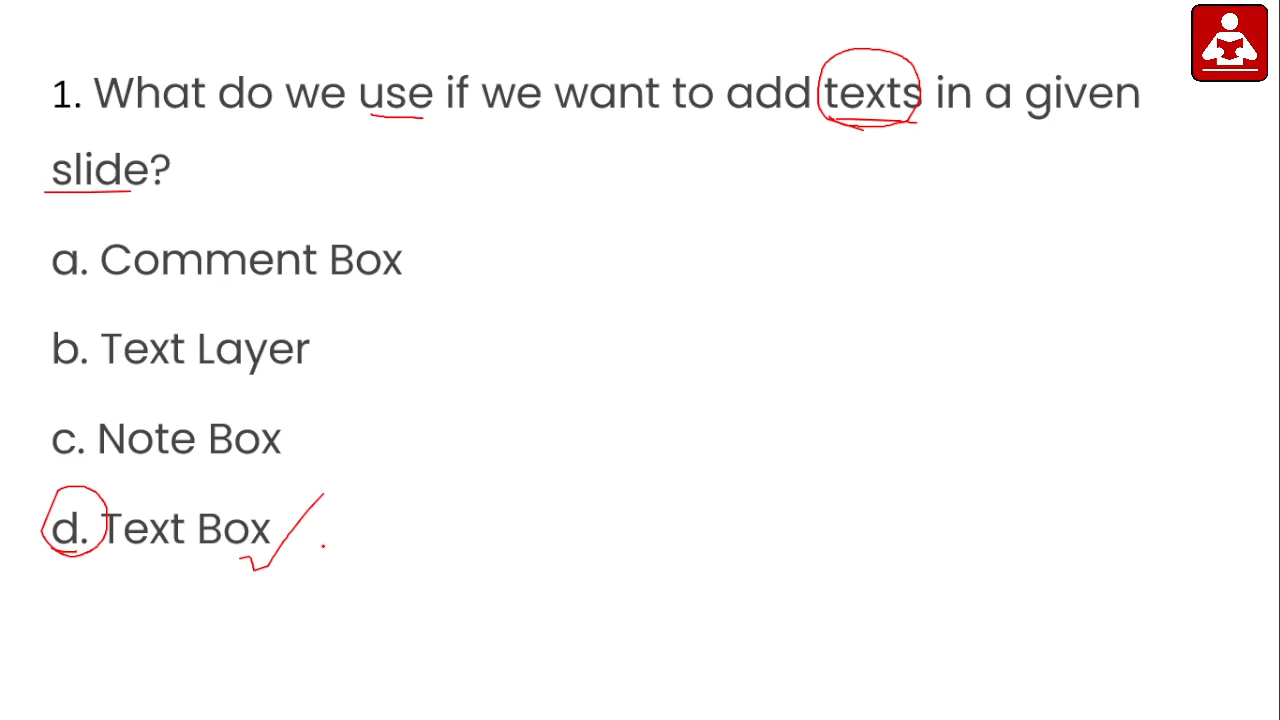 1. What do we use if we want to add texts in a given
slide?
a. Comment Box
b. Text Layer
c. Note Box
d. Text Box